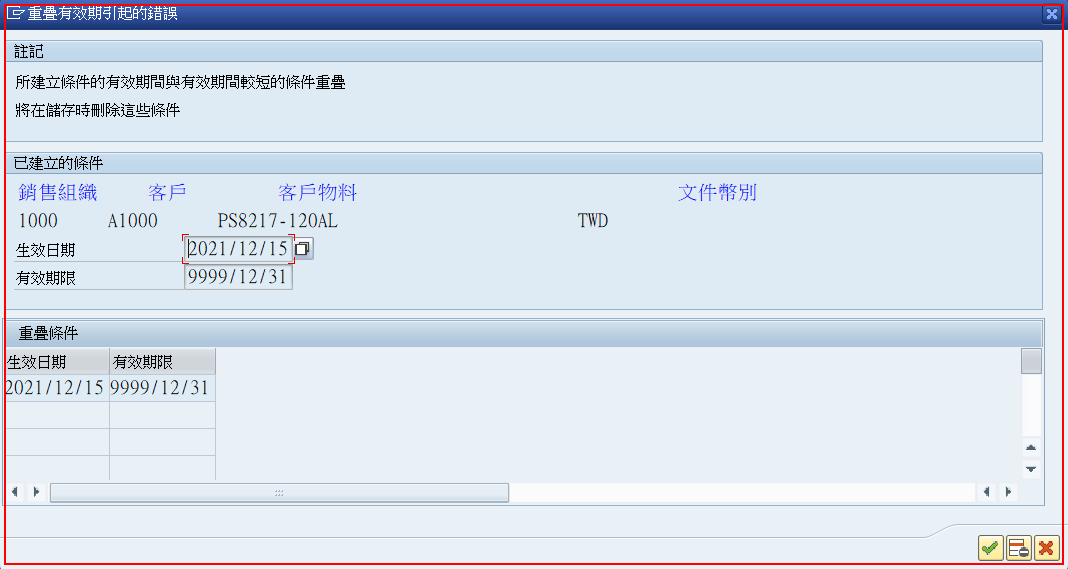 重疊有效期引起的錯誤
註記
所建立條件的有效期間與有效期間較短的條件重疊
將在儲存時刪除這些條件
已建立的條件
銷售組織 客戶 客戶物料 文件幣別
1000 A1000 PS8217-120AL TWD
生效日期 2021/12/15
有效期限 9999/12/31
重疊條件
生效日期 有效期限
2021/12/15 9999/12/31